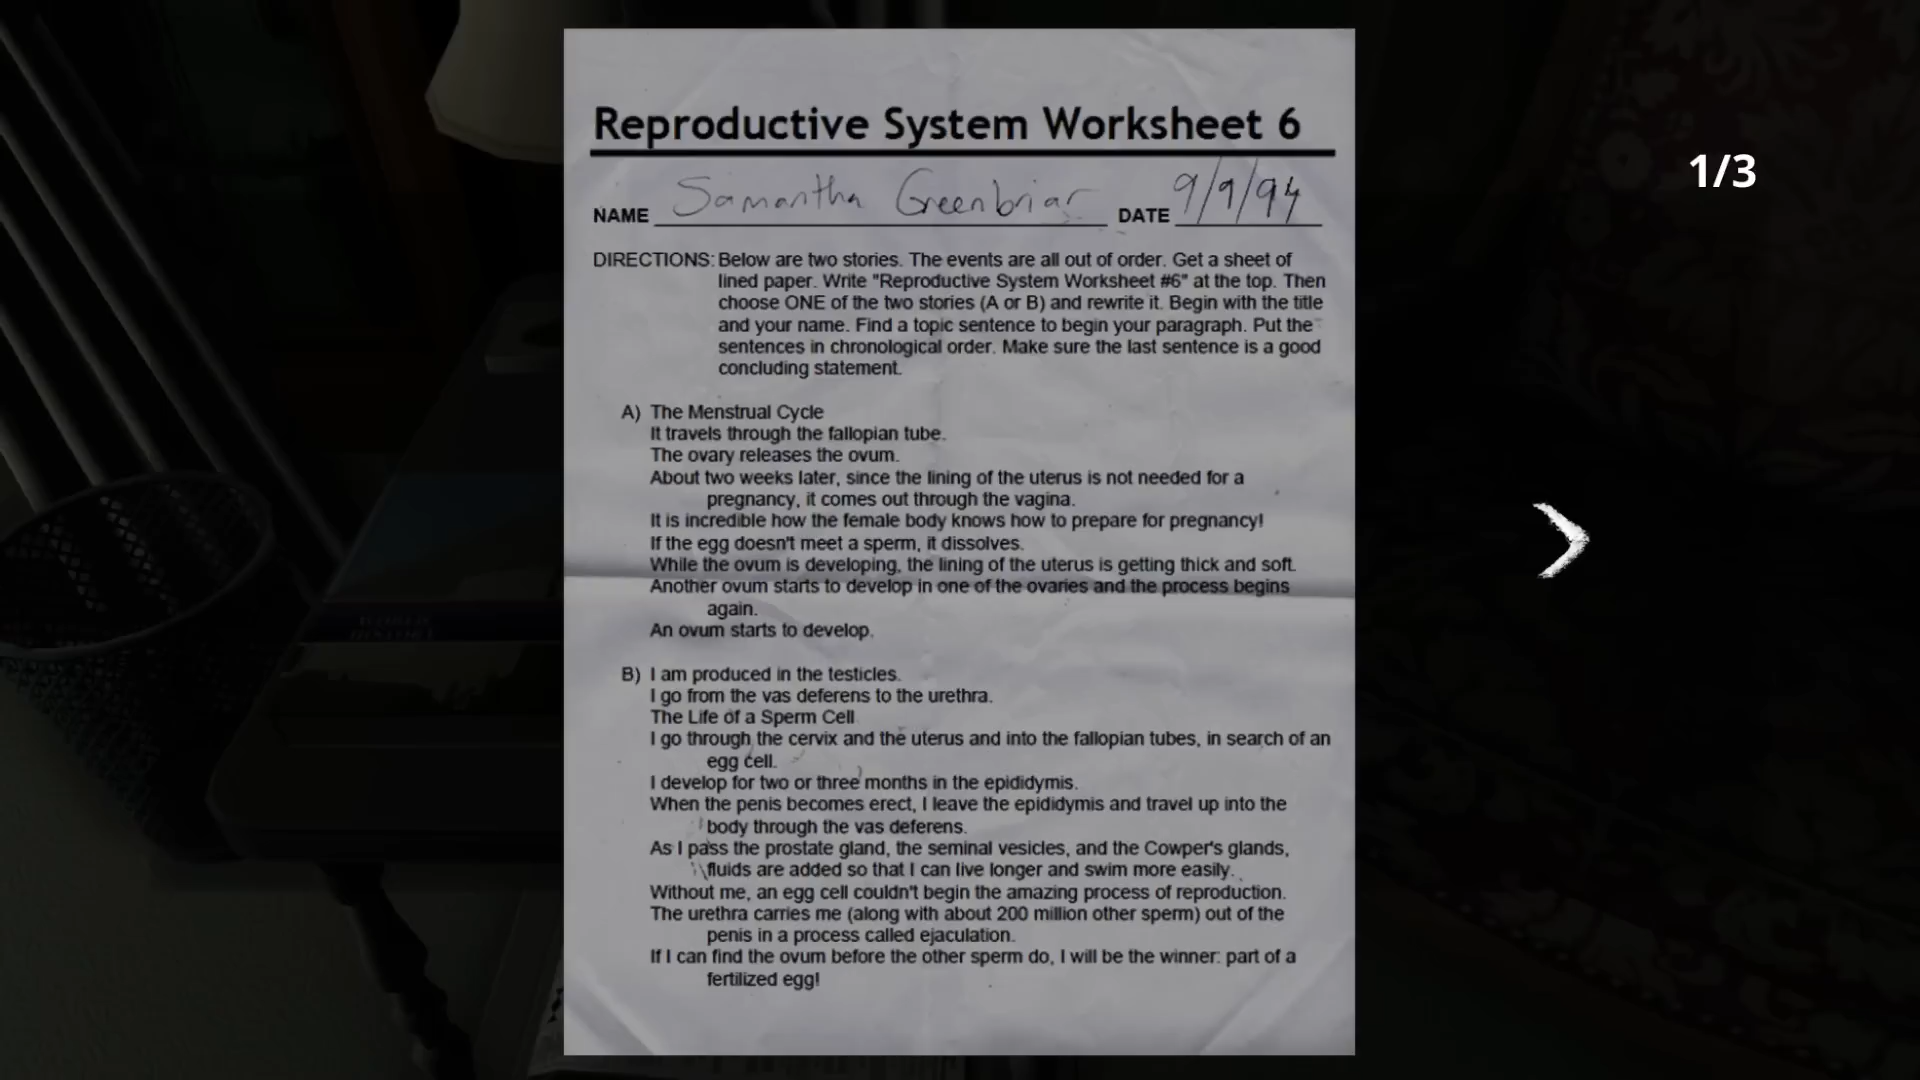 Reproductive System Worksheet 6
1/3
NAME Samantha Greenbriar DATE 9/9/94
DIRECTIONS: Below are two stories. The events are all out of order. Get a sheet of
lined paper. Write "Reproductive System Worksheet #6" at the top. Then
choose ONE of the two stories (A or B) and rewrite it. Begin with the title
and your name. Find a topic sentence to begin your paragraph. Put the
sentences in chronological order. Make sure the last sentence is a good
concluding statement.
A) The Menstrual Cycle
It travels through the fallopian tube.
The ovary releases the ovum.
About two weeks later, since the lining of the uterus is not needed for a
pregnancy, it comes out through the vagina.
It is incredible how the female body knows how to prepare for pregnancy!
If the egg doesn't meet a sperm, it dissolves.
While the ovum is developing, the lining of the uterus is getting thick and soft.
Another ovum starts to develop in one of the ovaries and the process begins
again.
An ovum starts to develop.
B) I am produced in the testicles.
I go from the vas deferens to the urethra.
The Life of a Sperm Cell
I go through the cervix and the uterus and into the fallopian tubes, in search of an
egg cell.
I develop for two or three months in the epididymis.
When the penis becomes erect, I leave the epididymis and travel up into the
body through the vas deferens.
As I pass the prostate gland, the seminal vesicles, and the Cowper's glands,
fluids are added so that I can live longer and swim more easily.
Without me, an egg cell couldn't begin the amazing process of reproduction.
The urethra carries me (along with about 200 million other sperm) out of the
penis in a process called ejaculation.
If I can find the ovum before the other sperm do, I will be the winner: part of a
fertilized egg!